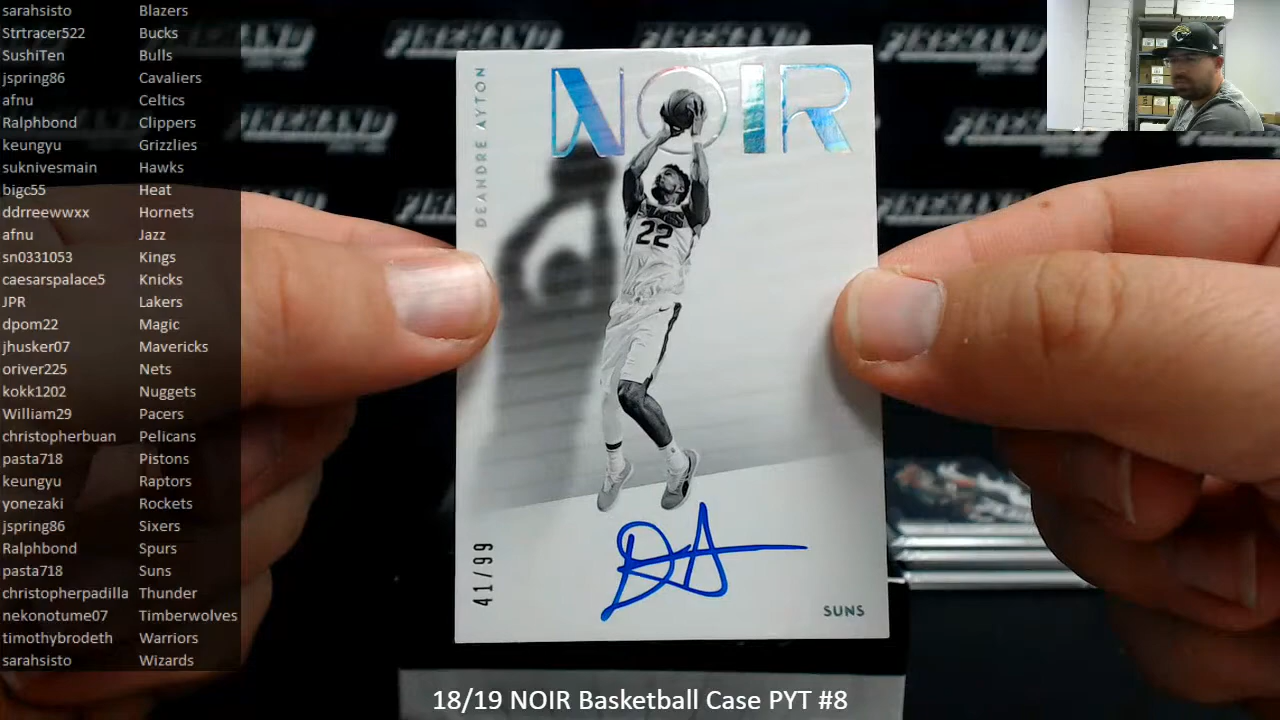 sarahsisto Blazers
Strtracer522 Bucks
SushiTen Bulls
jspring86 Cavaliers
afnu Celtics
Ralphbond Clippers
keungyu Grizzlies
suknivesmain Hawks
bigc55 Heat
ddrreewwxx Hornets
afnu Jazz
sn0331053 Kings
caesarspalace5 Knicks
JPR Lakers
dpom22 Magic
jhusker07 Mavericks
oriver225 Nets
kokk1202 Nuggets
William29 Pacers
christopherbuan Pelicans
pasta718 Pistons
keungyu Raptors
yonezaki Rockets
jspring86 Sixers
Ralphbond Spurs
pasta718 Suns
christopherpadilla Thunder
nekonotume07 Timberwolves
timothybrodeth Warriors
sarahsisto Wizards
NOIR
DEANDRE AYTON
22
41/99
SUNS
18/19 NOIR Basketball Case PYT #8